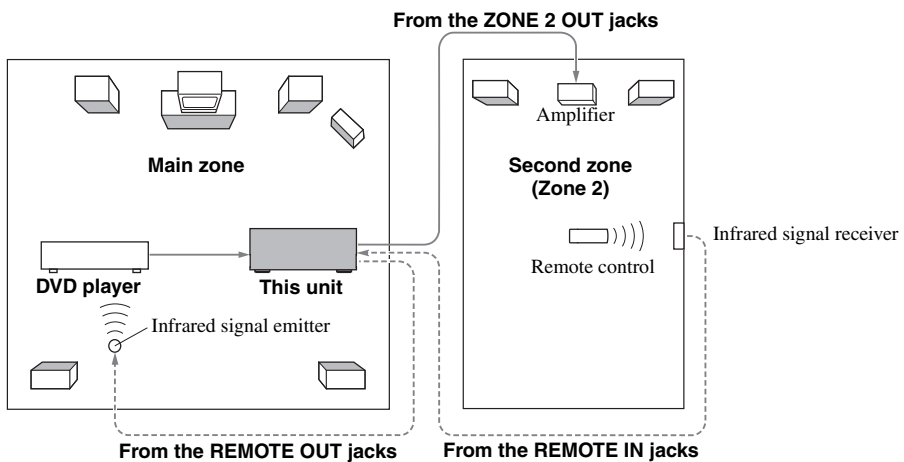 From the ZONE 2 OUT jacks
Amplifier
Main zone
Second zone
(Zone 2)
Infrared signal receiver
Remote control
DVD player
This unit
Infrared signal emitter
From the REMOTE OUT jacks
From the REMOTE IN jacks